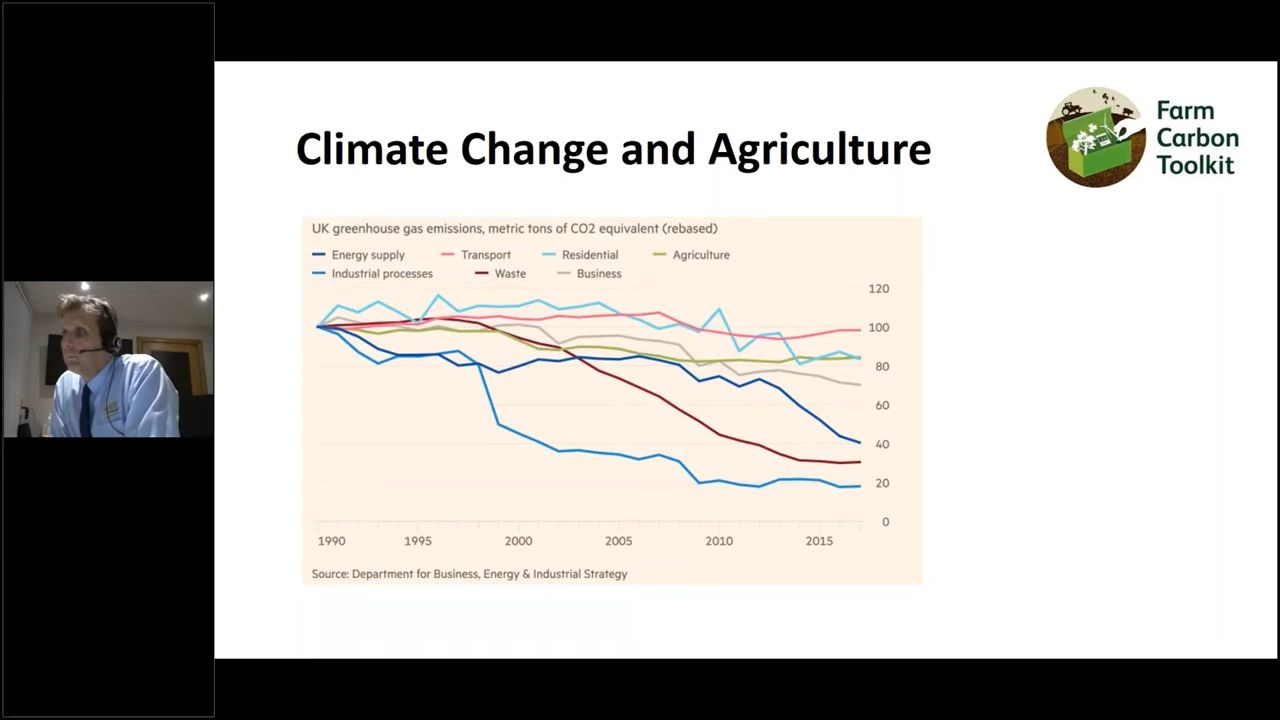 Climate Change and Agriculture
Farm
Carbon
Toolkit
UK greenhouse gas emissions, metric tons of CO2 equivalent (rebased)
Energy supply Transport Residential Agriculture
Industrial processes Waste Business
120
100
80
60
40
20
0
1990 1995 2000 2005 2010 2015
Source: Department for Business, Energy & Industrial Strategy